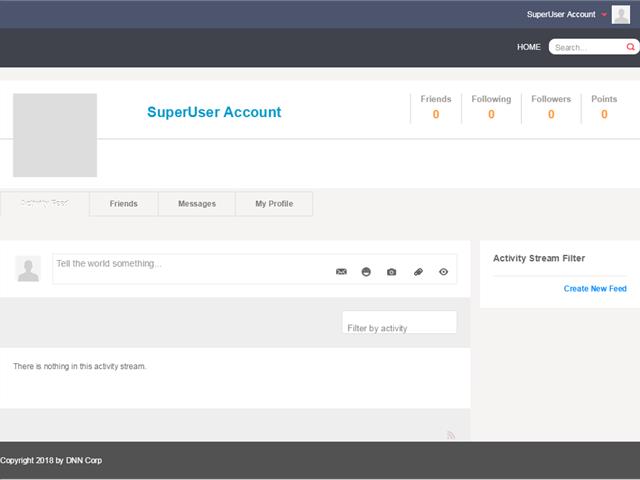 SuperUser Account
HOME
Search...
SuperUser Account
Friends Following Followers Points
0 0 0 0
Activity Feed Friends Messages My Profile
Tell the world something...
Activity Stream Filter
Create New Feed
Filter by activity
There is nothing in this activity stream.
Copyright 2018 by DNN Corp